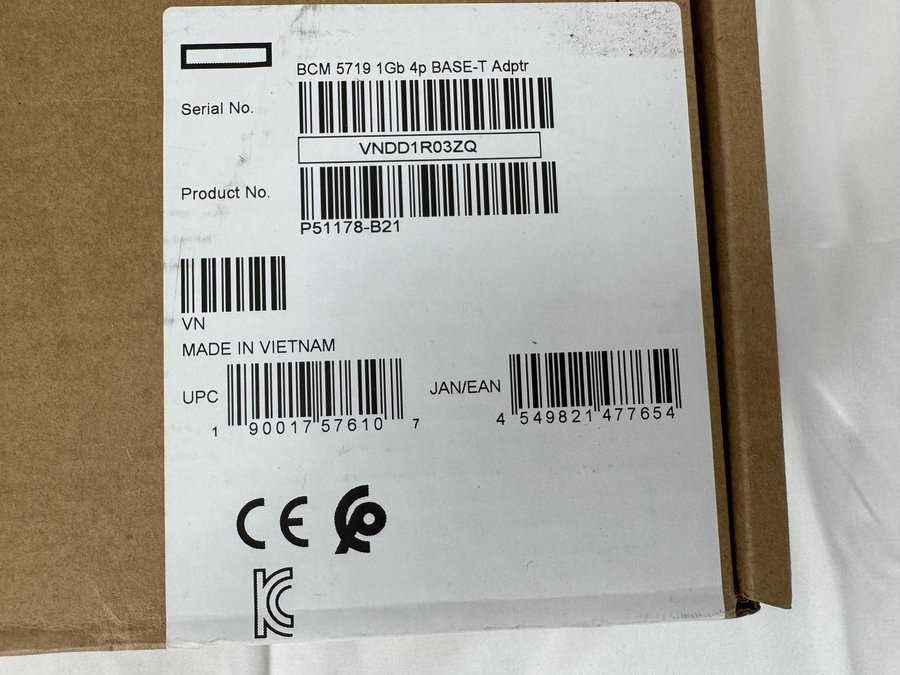 BCM 5719 1Gb 4p BASE-T Adptr
Serial No.
VNDD1R03ZQ
Product No.
P51178-B21
VN
MADE IN VIETNAM
UPC
1 90017 57610 7
JAN/EAN
4 549821 477654
CE